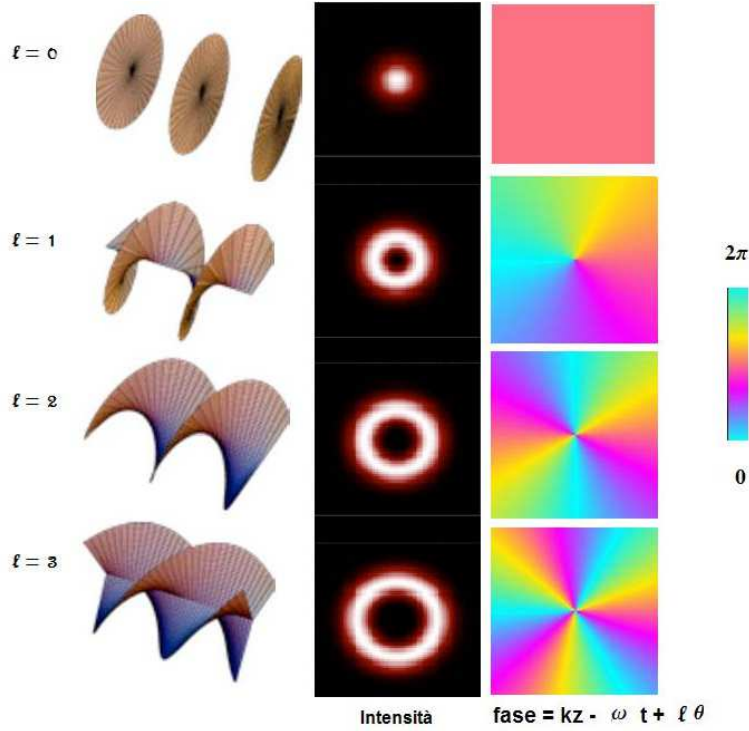 ℓ = 0
ℓ = 1
2π
ℓ = 2
0
ℓ = 3
Intensità
fase = kz - ω t + ℓ θ